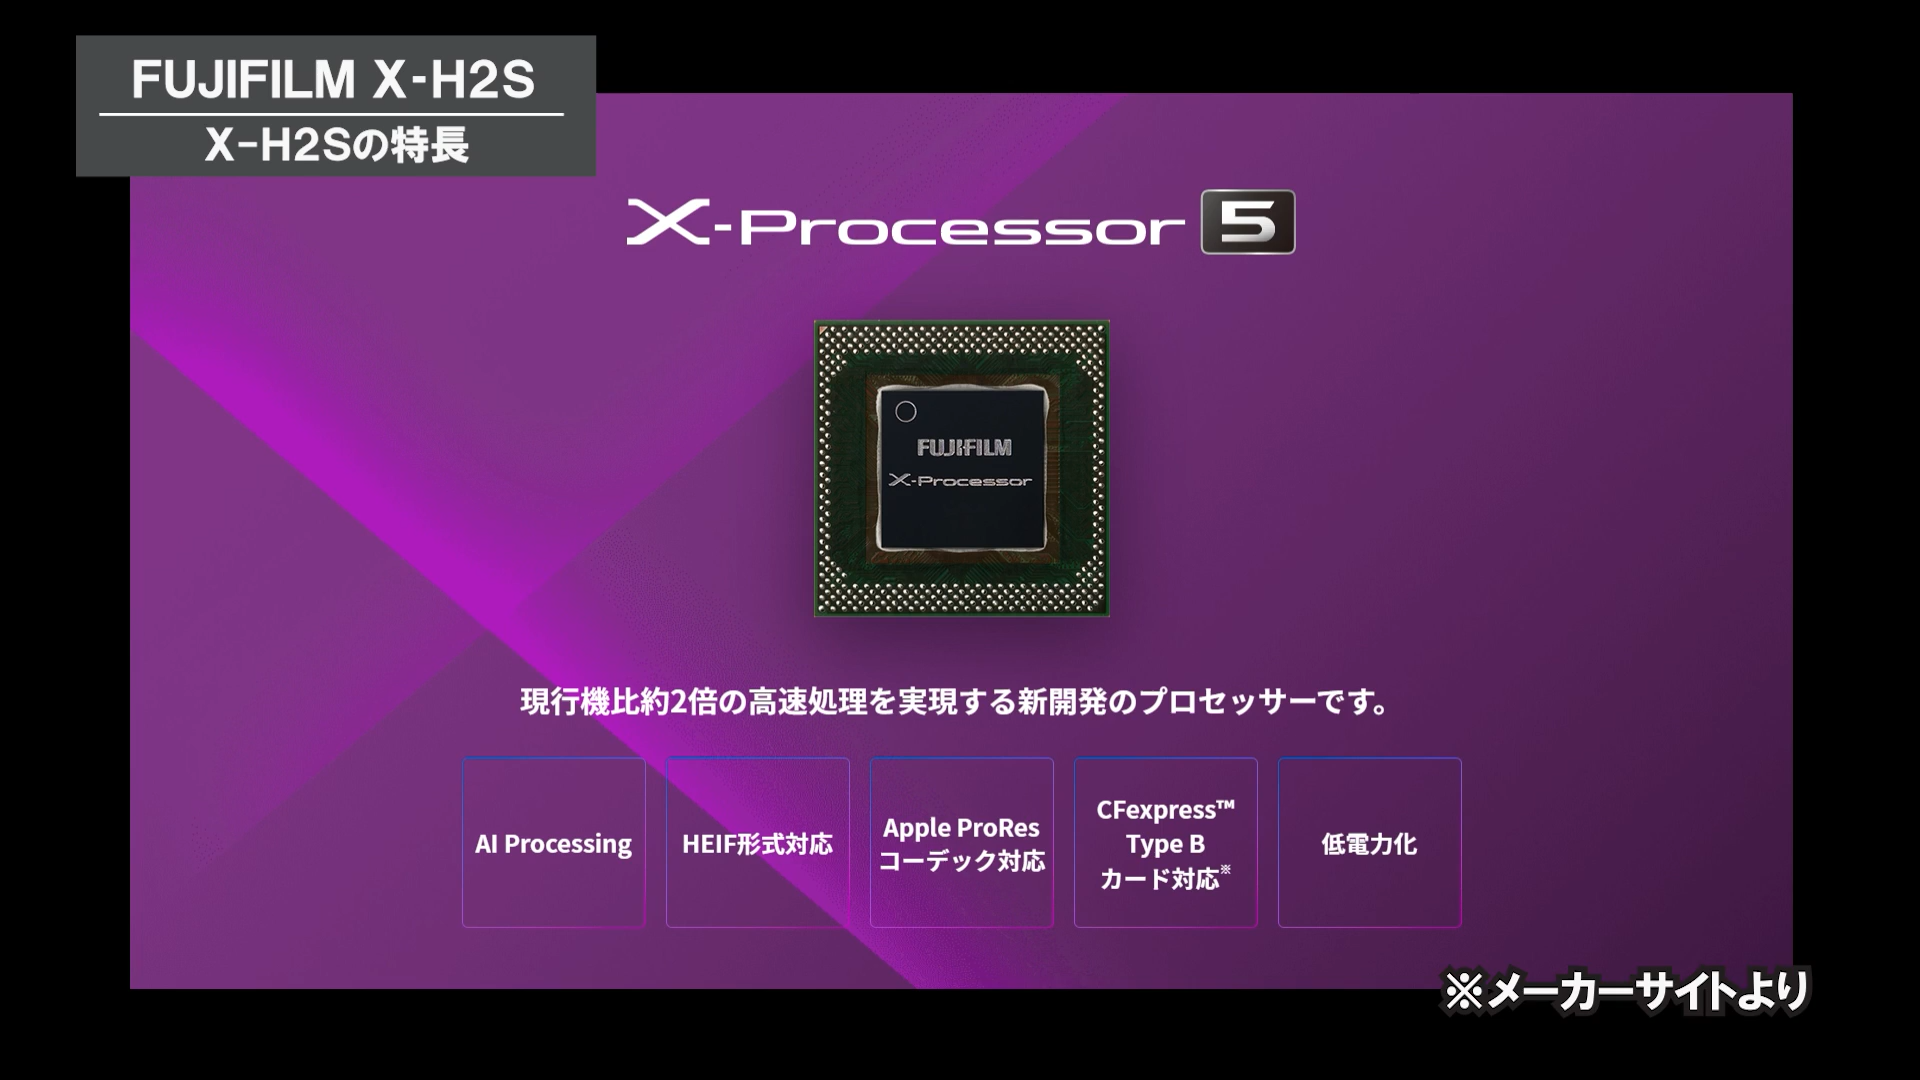 FUJIFILM X-H2S
X-H2Sの特長
X-Processor 5
FUJIFILM
X-Processor
現行機比約2倍の高速処理を実現する新開発のプロセッサーです。
AI Processing
HEIF形式対応
Apple ProRes
コーデック対応
CFexpress™
Type B
カード対応※
低電力化
※メーカーサイトより